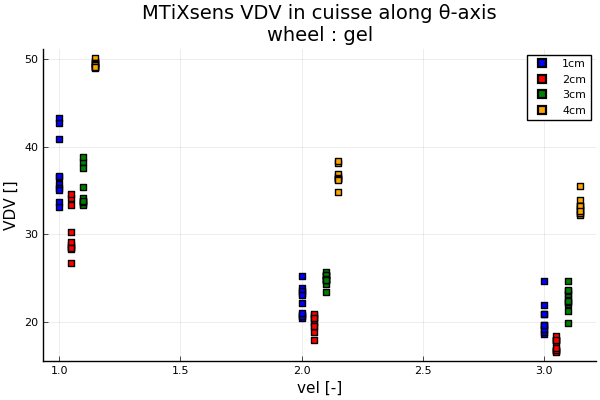 MTiXsens VDV in cuisse along θ-axis
wheel : gel
50
40
30
20
VDV []
1cm
2cm
3cm
4cm
1.0 1.5 2.0 2.5 3.0
vel [-]